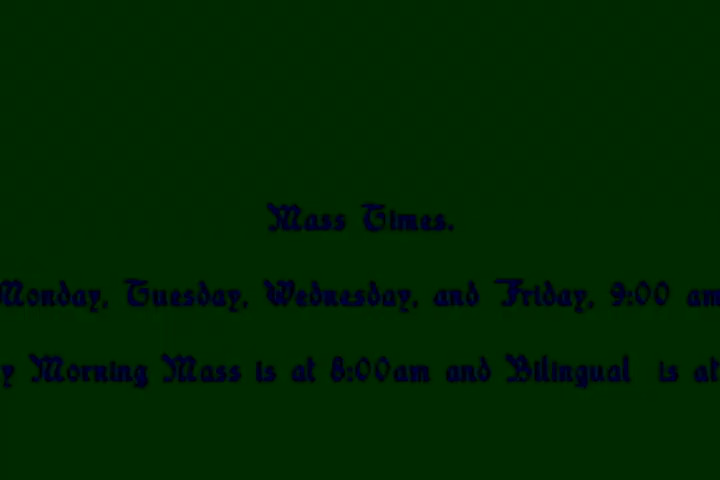 Mass Times.
Monday, Tuesday, Wednesday, and Friday, 9:00 am
y Morning Mass is at 8:00am and Bilingual is at